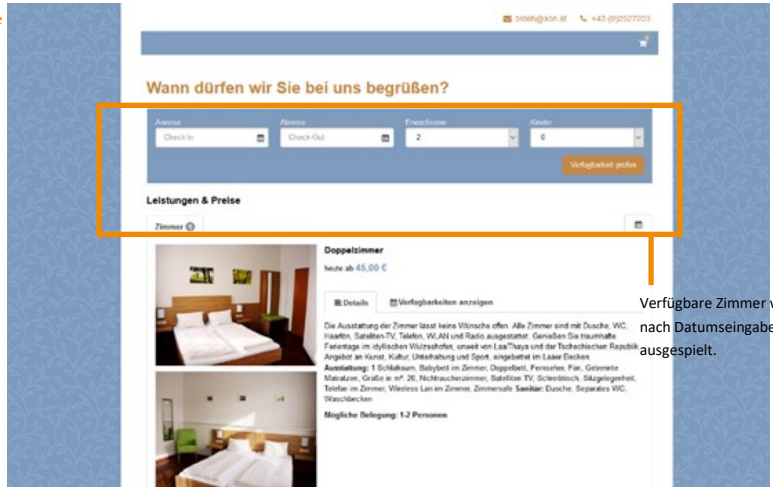 e
+43 (0)2527203
Wann dürfen wir Sie bei uns begrüßen?
Anreise Abreise Erwachsene Kinder
Check-In Check-Out 2 0
Verfügbarkeit prüfen
Leistungen & Preise
Zimmer
Doppelzimmer
heute ab 45,00 €
Details Verfügbarkeiten anzeigen
Verfügbare Zimmer
nach Datumseingabe
ausgespielt.
Die Ausstattung der Zimmer lässt keine Wünsche offen. Alle Zimmer sind mit Dusche, WC,
Haarfön, Satelliten-TV, Telefon, WLAN und Radio ausgestattet. Genießen Sie traumhafte
Ferientage im idyllischen Wulzeshofen, unweit von Laa/Thaya und der Tschechischen Republik.
Angebot an Kunst, Kultur, Unterhaltung und Sport, eingebettet im Laaer Becken
Ausstattung: 1 Schlafraum, Babybett im Zimmer, Doppelbett, Fernseher, Fön, Getrennte
Matratzen, Größe in m²: 20, Nichtraucherzimmer, Satelliten TV, Schreibtisch, Sitzgelegenheit,
Telefon im Zimmer, Wireless Lan im Zimmer, Zimmersafe Sanitär: Dusche, Separates WC,
Waschbecken
Mögliche Belegung: 1-2 Personen